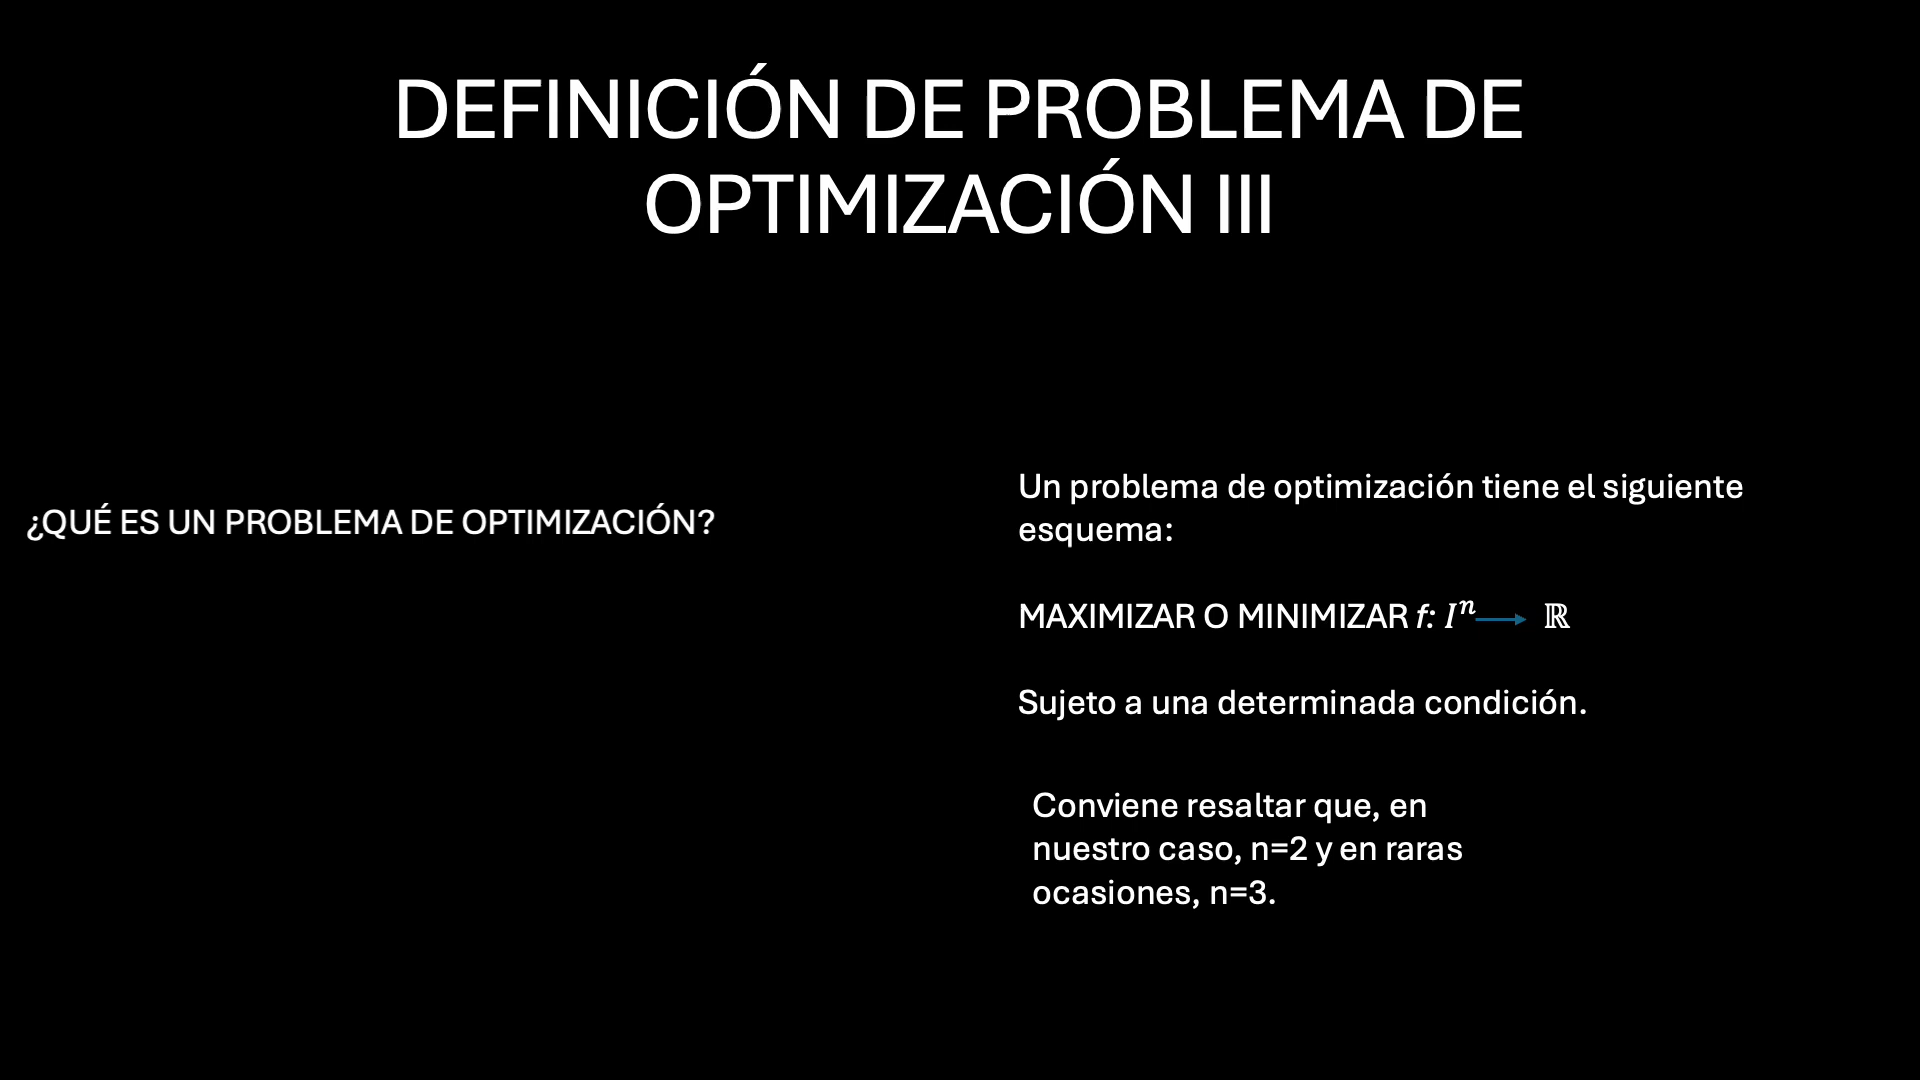 DEFINICIÓN DE PROBLEMA DE
OPTIMIZACIÓN III
¿QUÉ ES UN PROBLEMA DE OPTIMIZACIÓN?
Un problema de optimización tiene el siguiente
esquema:
MAXIMIZAR O MINIMIZAR f: Iⁿ → ℝ
Sujeto a una determinada condición.
Conviene resaltar que, en
nuestro caso, n=2 y en raras
ocasiones, n=3.